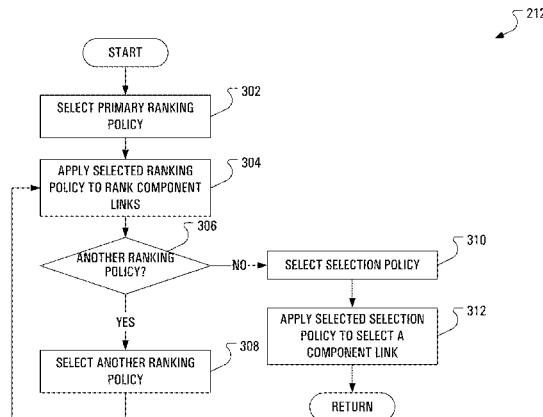 212
START
SELECT PRIMARY RANKING
POLICY
302
APPLY SELECTED RANKING
POLICY TO RANK COMPONENT
LINKS
304
ANOTHER RANKING
POLICY?
306
NO
SELECT SELECTION POLICY
310
YES
APPLY SELECTED SELECTION
POLICY TO SELECT A
COMPONENT LINK
312
SELECT ANOTHER RANKING
POLICY
308
RETURN